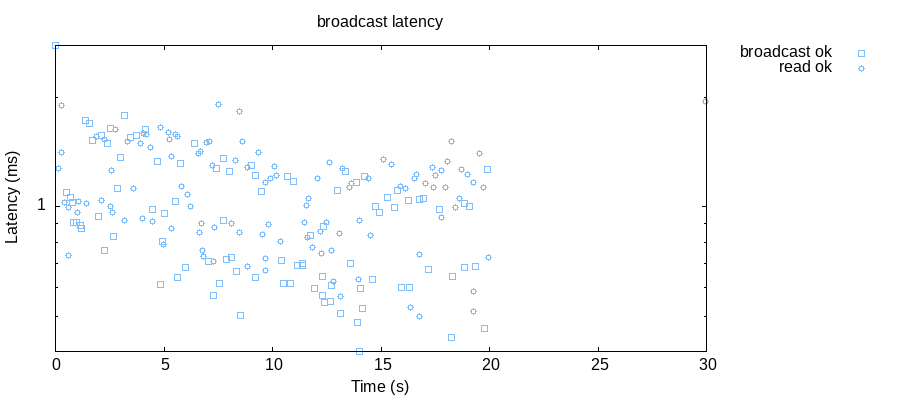 broadcast latency
broadcast ok
read ok
Latency (ms)
1
0 5 10 15 20 25 30
Time (s)